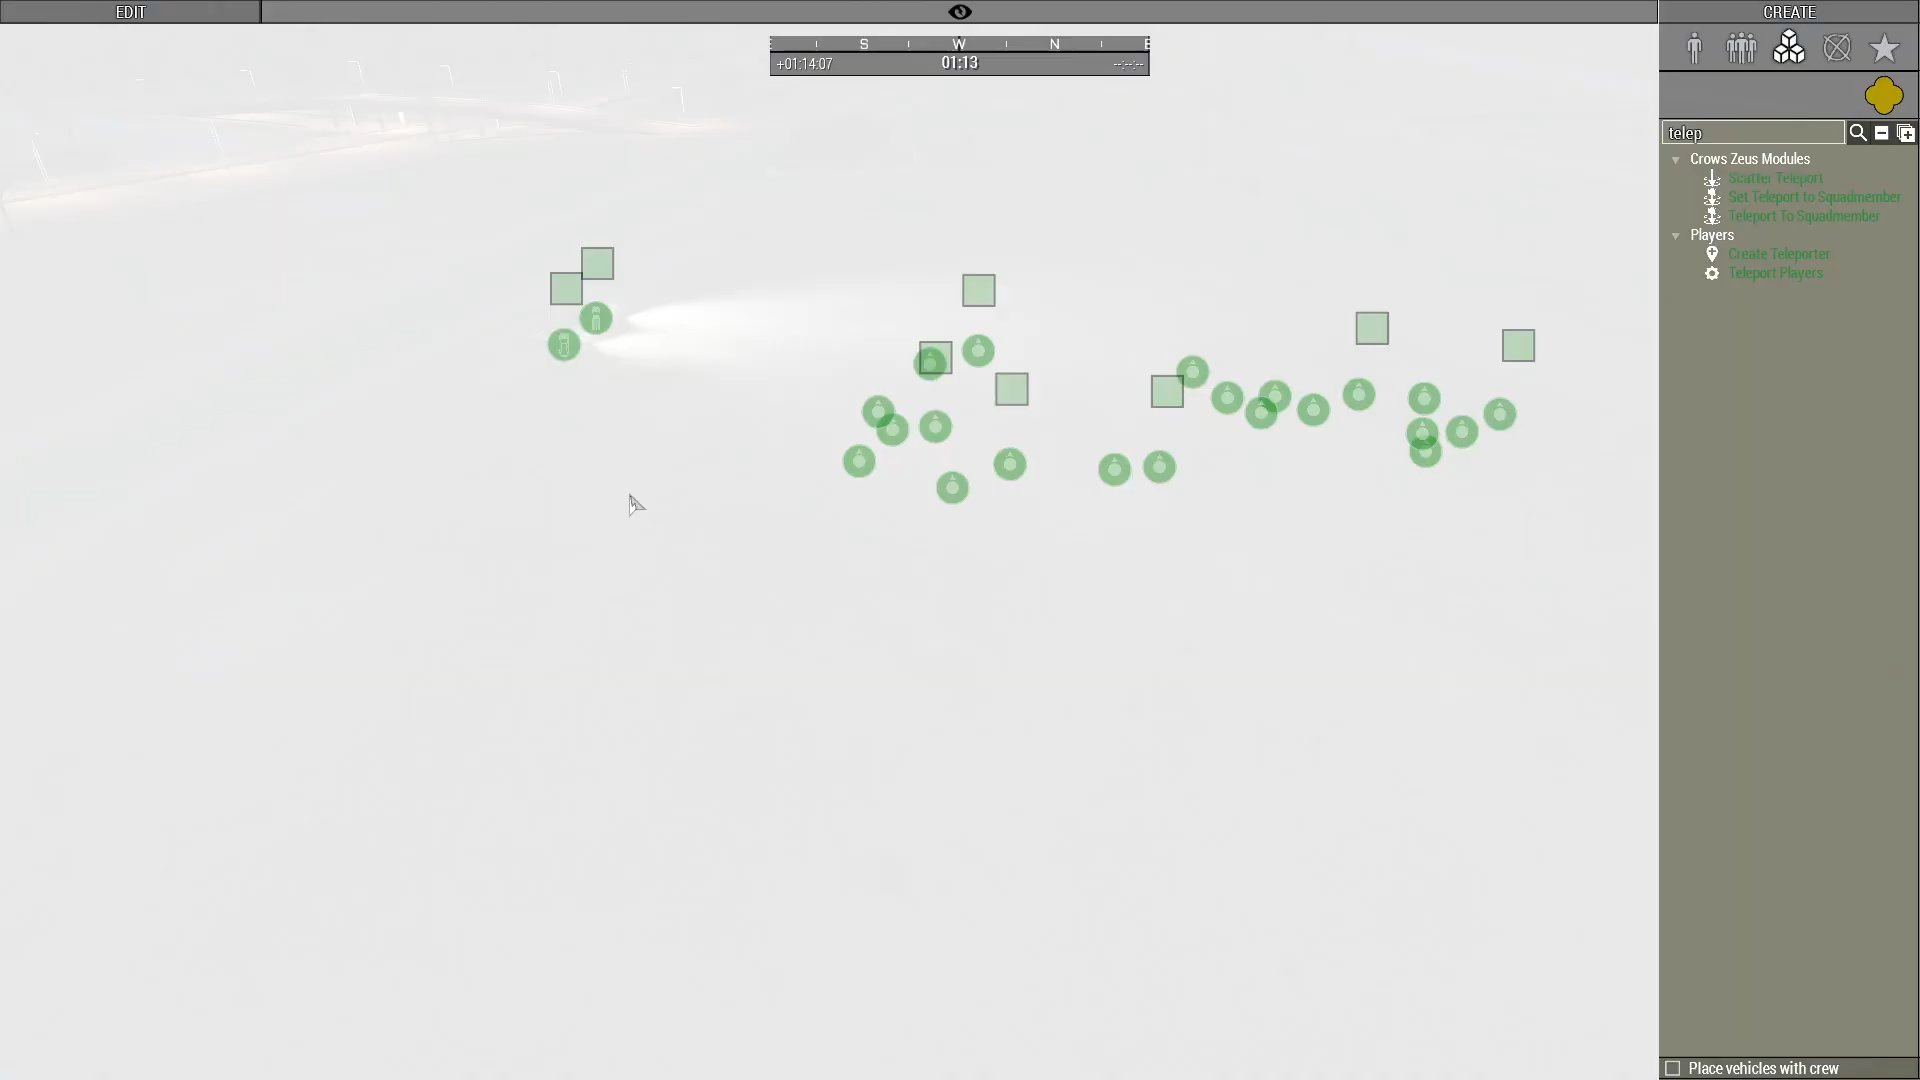 EDIT
CREATE
S W N E
+01:14:07 01:13 --:--:--
telep
Crows Zeus Modules
Scatter Teleport
Set Teleport to Squadmember
Teleport To Squadmember
Players
Create Teleporter
Teleport Players
Place vehicles with crew